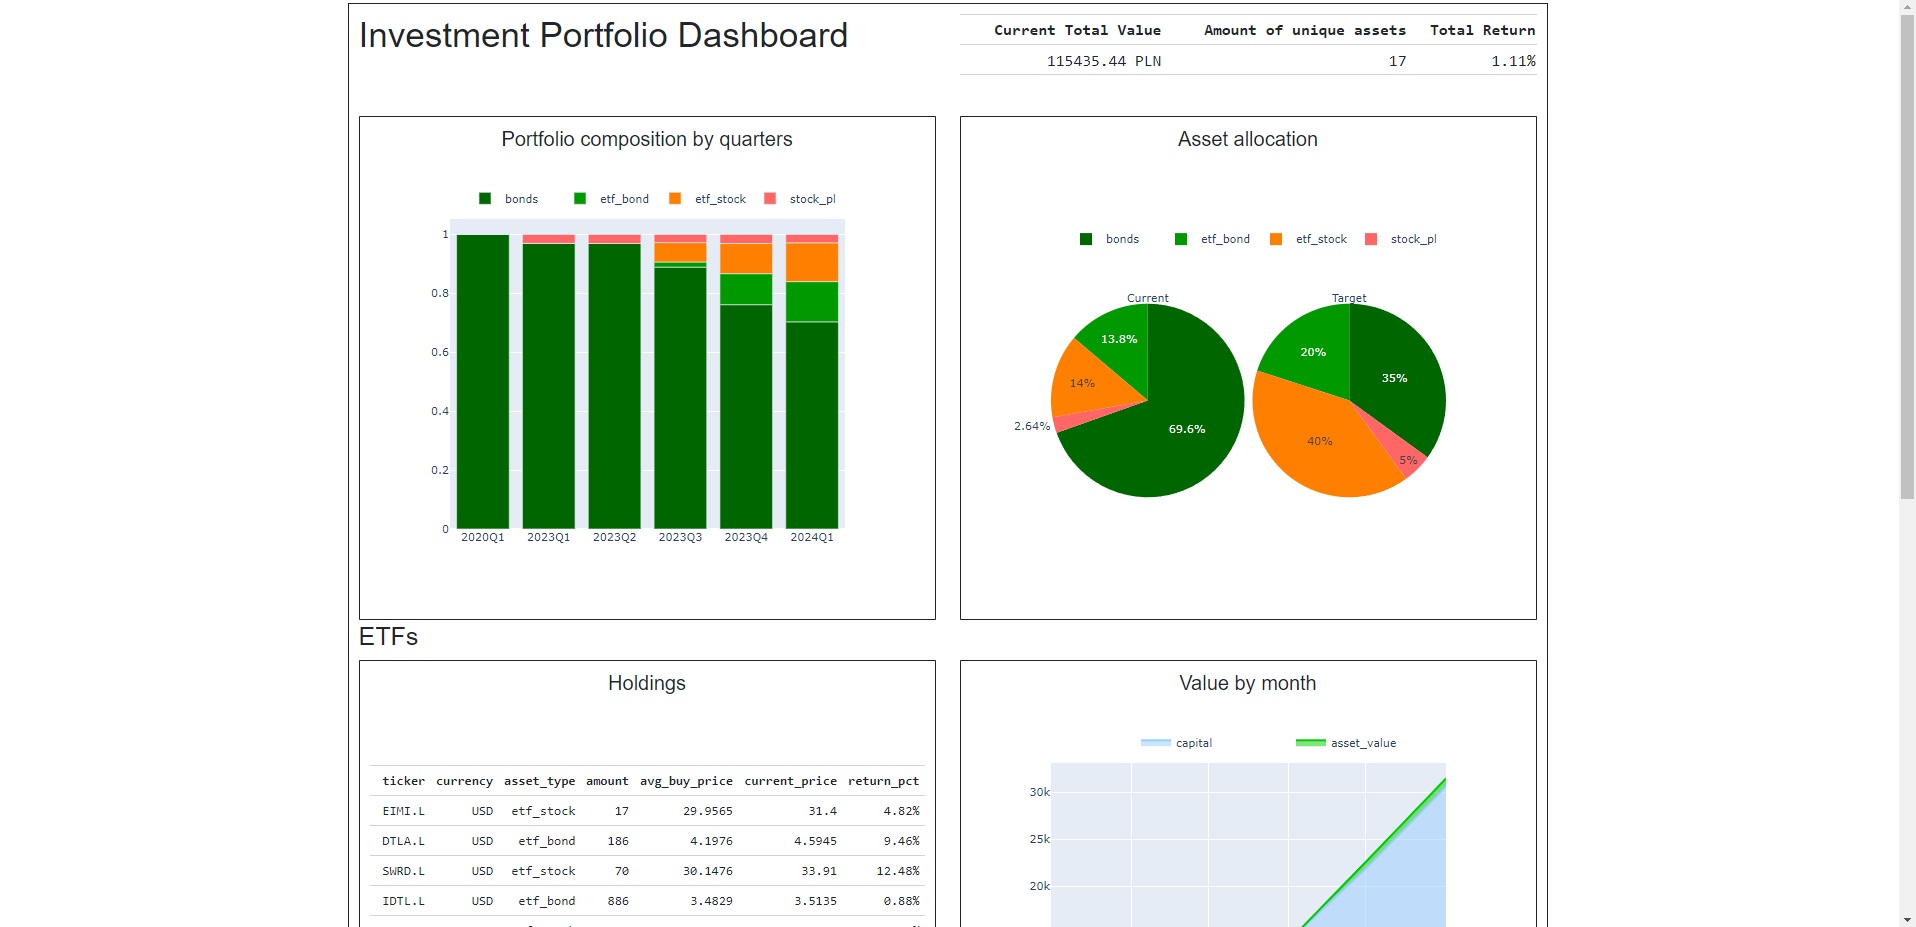 Investment Portfolio Dashboard
Current Total Value Amount of unique assets Total Return
115435.44 PLN 17 1.11%
Portfolio composition by quarters
bonds etf_bond etf_stock stock_pl
1
0.8
0.6
0.4
0.2
0
2020Q1 2023Q1 2023Q2 2023Q3 2023Q4 2024Q1
Asset allocation
bonds etf_bond etf_stock stock_pl
Current Target
13.8%
14%
2.64%
69.6%
20%
35%
40%
5%
ETFs
Holdings
ticker currency asset_type amount avg_buy_price current_price return_pct
EIMI.L USD etf_stock 17 29.9565 31.4 4.82%
DTLA.L USD etf_bond 186 4.1976 4.5945 9.46%
SWRD.L USD etf_stock 70 30.1476 33.91 12.48%
IDTL.L USD etf_bond 886 3.4829 3.5135 0.88%
Value by month
capital asset_value
30k
25k
20k